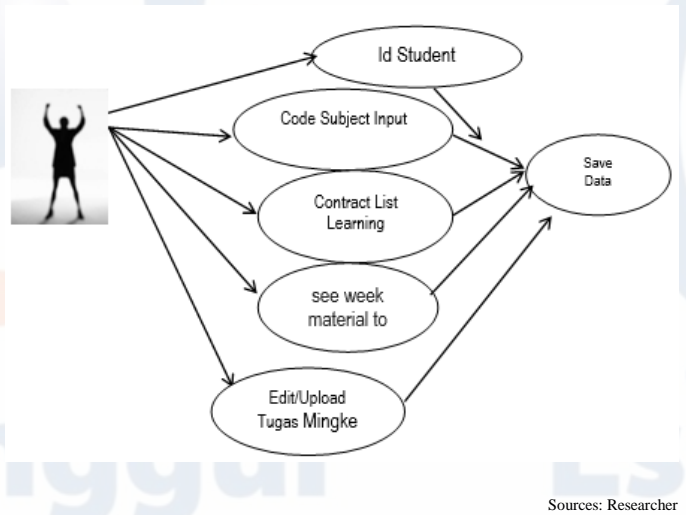 Id Student
Code Subject Input
Save
Data
Contract List
Learning
see week
material to
Edit/Upload
Tugas Mingke
Sources: Researcher